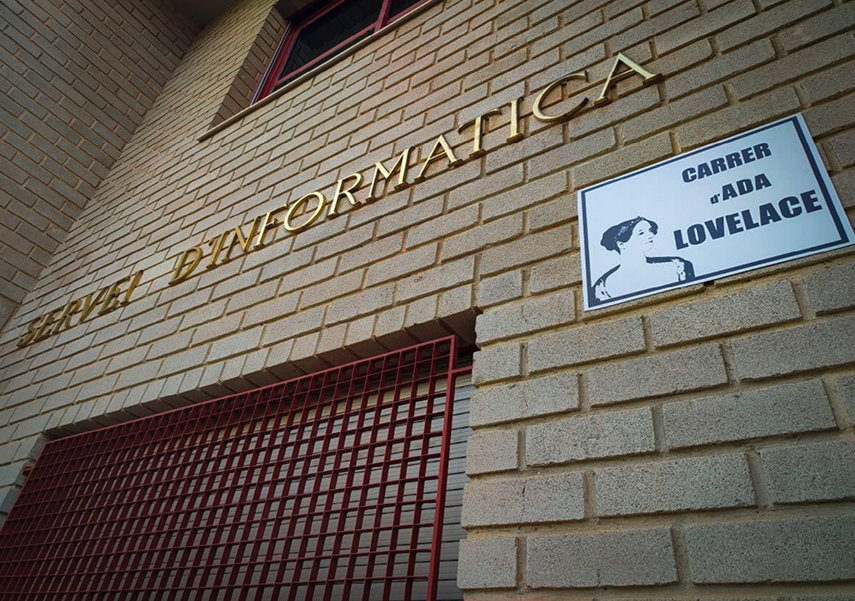 SERVEI D'INFORMATICA
CARRER
d'ADA
LOVELACE